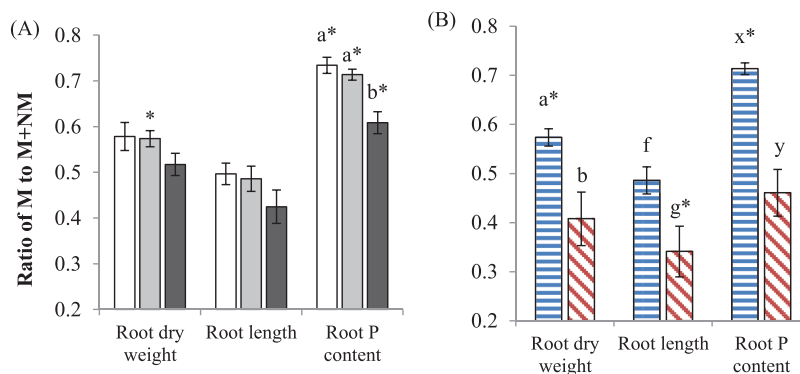 (A)
Ratio of M to M+NM
0.8
0.7
0.6
0.5
0.4
0.3
0.2
*
a*
a*
b*
Root dry
weight
Root length
Root P
content
(B)
0.8
0.7
0.6
0.5
0.4
0.3
0.2
a*
b
f
g*
x*
y
Root dry
weight
Root length
Root P
content